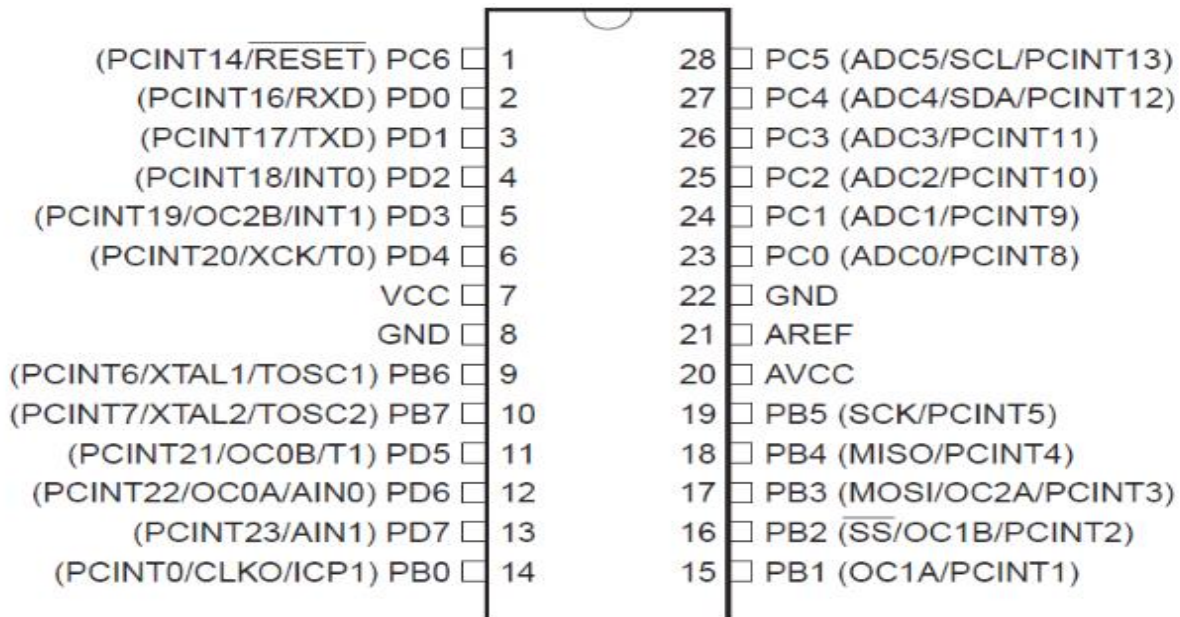 (PCINT14/RESET) PC6 1 28 PC5 (ADC5/SCL/PCINT13)
(PCINT16/RXD) PD0 2 27 PC4 (ADC4/SDA/PCINT12)
(PCINT17/TXD) PD1 3 26 PC3 (ADC3/PCINT11)
(PCINT18/INT0) PD2 4 25 PC2 (ADC2/PCINT10)
(PCINT19/OC2B/INT1) PD3 5 24 PC1 (ADC1/PCINT9)
(PCINT20/XCK/T0) PD4 6 23 PC0 (ADC0/PCINT8)
VCC 7 22 GND
GND 8 21 AREF
(PCINT6/XTAL1/TOSC1) PB6 9 20 AVCC
(PCINT7/XTAL2/TOSC2) PB7 10 19 PB5 (SCK/PCINT5)
(PCINT21/OC0B/T1) PD5 11 18 PB4 (MISO/PCINT4)
(PCINT22/OC0A/AIN0) PD6 12 17 PB3 (MOSI/OC2A/PCINT3)
(PCINT23/AIN1) PD7 13 16 PB2 (SS/OC1B/PCINT2)
(PCINT0/CLKO/ICP1) PB0 14 15 PB1 (OC1A/PCINT1)